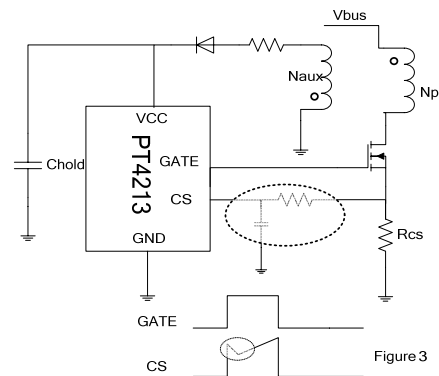 Vbus
Naux
Np
VCC
PT4213
GATE
Chold
CS
Rcs
GND
GATE
CS
Figure 3